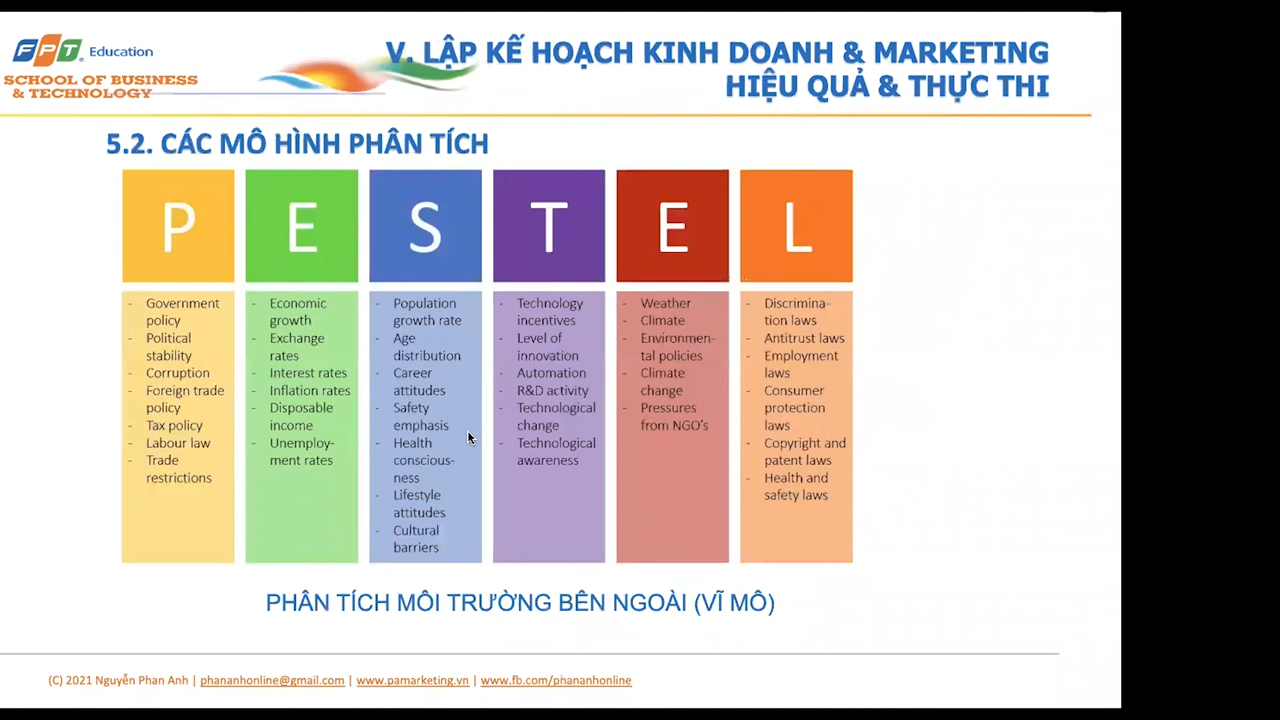 FPT Education
SCHOOL OF BUSINESS
& TECHNOLOGY
V. LẬP KẾ HOẠCH KINH DOANH & MARKETING
HIỆU QUẢ & THỰC THI
5.2. CÁC MÔ HÌNH PHÂN TÍCH
P
- Government
policy
- Political
stability
- Corruption
- Foreign trade
policy
- Tax policy
- Labour law
- Trade
restrictions
E
- Economic
growth
- Exchange
rates
- Interest rates
- Inflation rates
- Disposable
income
- Unemploy-
ment rates
S
- Population
growth rate
- Age
distribution
- Career
attitudes
- Safety
emphasis
- Health
conscious-
ness
- Lifestyle
attitudes
- Cultural
barriers
T
- Technology
incentives
- Level of
innovation
- Automation
- R&D activity
- Technological
change
- Technological
awareness
E
- Weather
- Climate
- Environmen-
tal policies
- Climate
change
- Pressures
from NGO's
L
- Discrimina-
tion laws
- Antitrust laws
- Employment
laws
- Consumer
protection
laws
- Copyright and
patent laws
- Health and
safety laws
PHÂN TÍCH MÔI TRƯỜNG BÊN NGOÀI (VĨ MÔ)
(C) 2021 Nguyễn Phan Anh | phananhonline@gmail.com | www.pamarketing.vn | www.fb.com/phananhonline